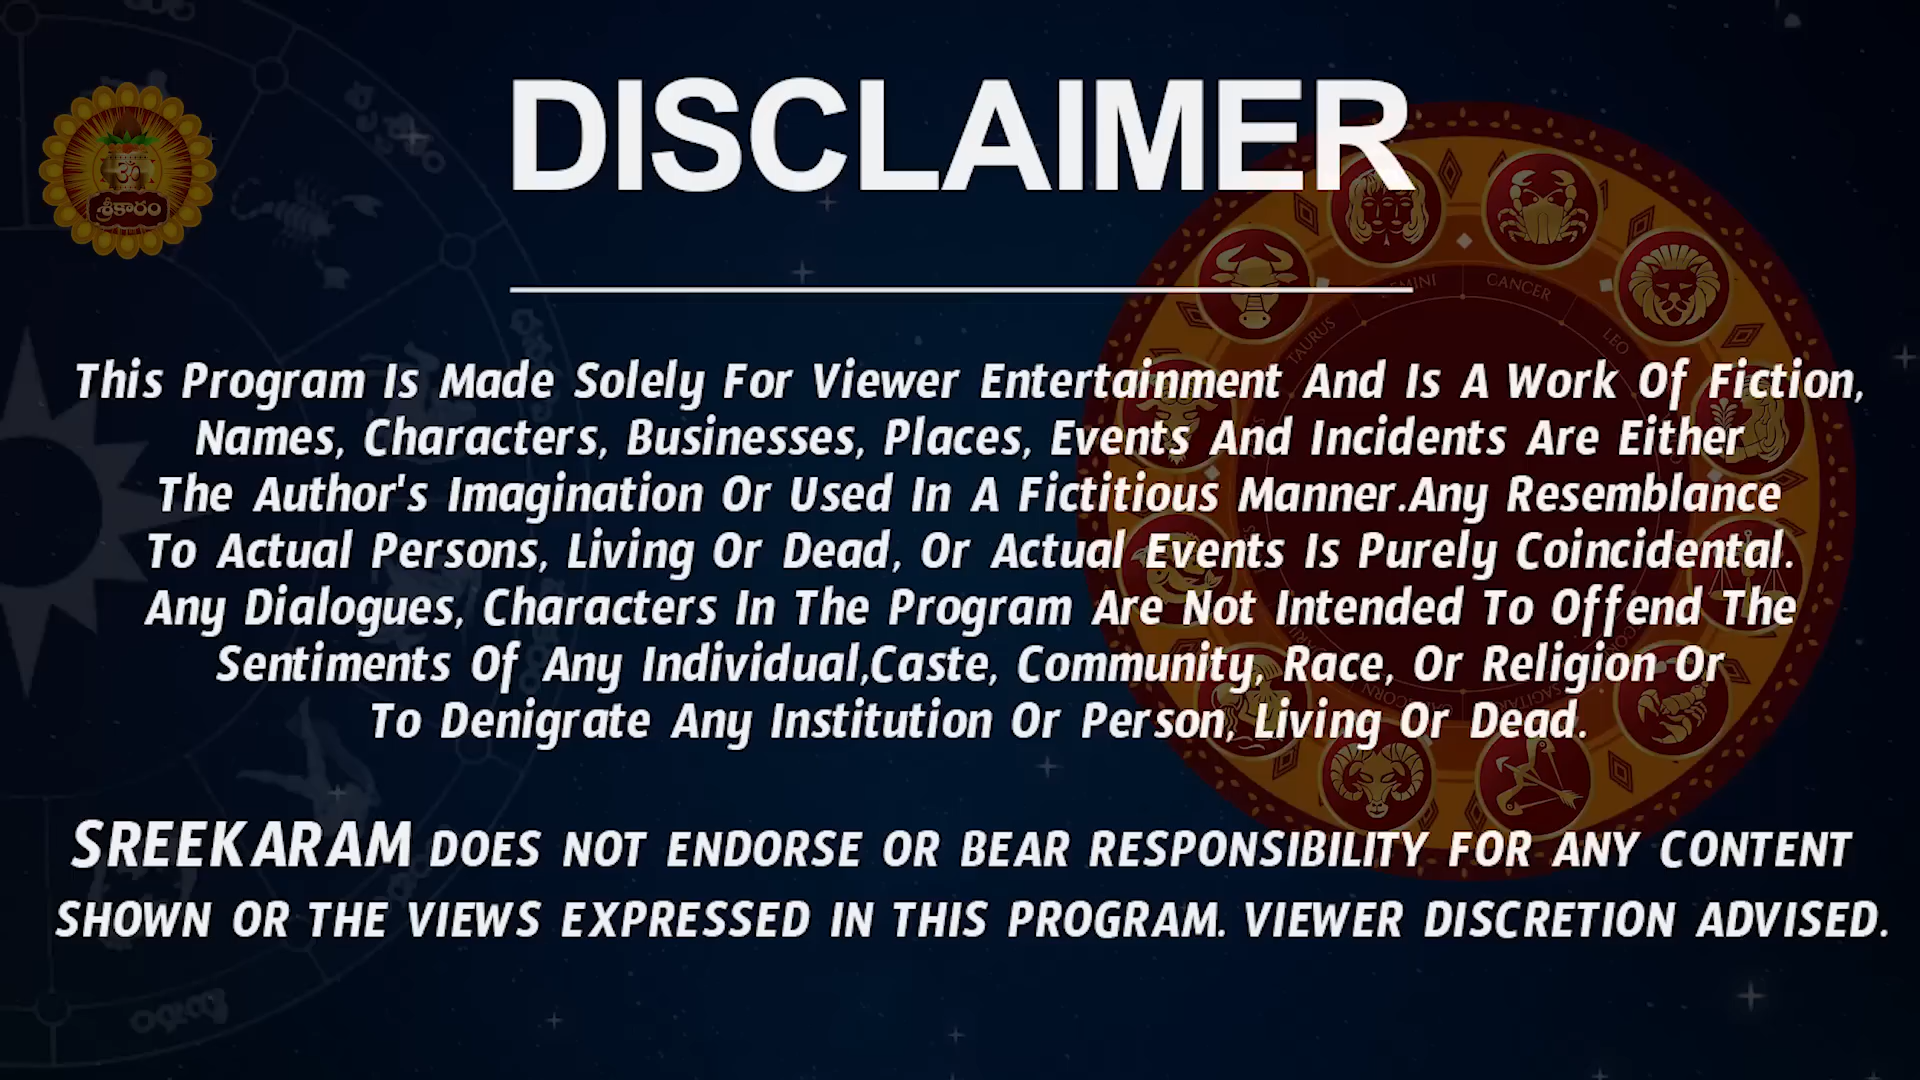 DISCLAIMER
ఓం
శ్రీకారం
GEMINI
CANCER
TAURUS
LEO
This Program Is Made Solely For Viewer Entertainment And Is A Work Of Fiction,
Names, Characters, Businesses, Places, Events And Incidents Are Either
The Author's Imagination Or Used In A Fictitious Manner.Any Resemblance
To Actual Persons, Living Or Dead, Or Actual Events Is Purely Coincidental.
Any Dialogues, Characters In The Program Are Not Intended To Offend The
Sentiments Of Any Individual,Caste, Community, Race, Or Religion Or
To Denigrate Any Institution Or Person, Living Or Dead.
SREEKARAM DOES NOT ENDORSE OR BEAR RESPONSIBILITY FOR ANY CONTENT
SHOWN OR THE VIEWS EXPRESSED IN THIS PROGRAM. VIEWER DISCRETION ADVISED.